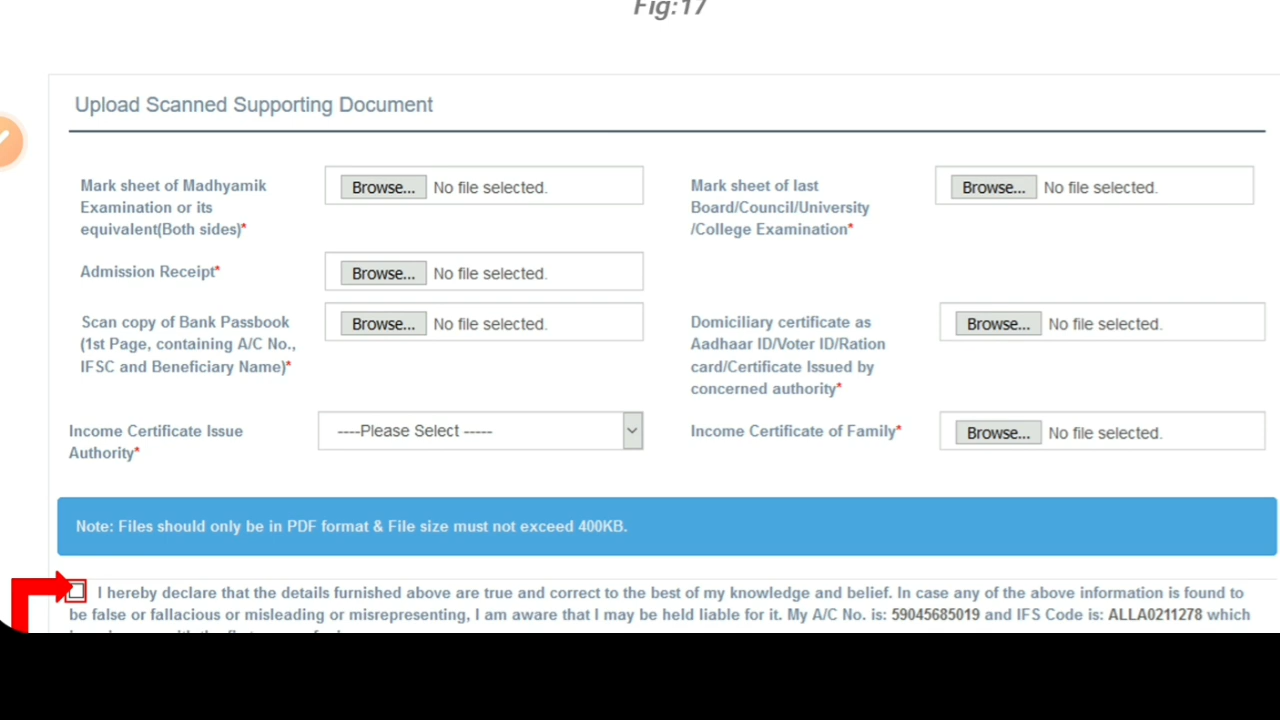 Fig:17
Upload Scanned Supporting Document
Mark sheet of Madhyamik
Examination or its
equivalent(Both sides)*
Browse... No file selected.
Mark sheet of last
Board/Council/University
/College Examination*
Browse... No file selected.
Admission Receipt*
Browse... No file selected.
Scan copy of Bank Passbook
(1st Page, containing A/C No.,
IFSC and Beneficiary Name)*
Browse... No file selected.
Domiciliary certificate as
Aadhaar ID/Voter ID/Ration
card/Certificate Issued by
concerned authority*
Browse... No file selected.
Income Certificate Issue
Authority*
----Please Select -----
Income Certificate of Family*
Browse... No file selected.
Note: Files should only be in PDF format & File size must not exceed 400KB.
I hereby declare that the details furnished above are true and correct to the best of my knowledge and belief. In case any of the above information is found to
be false or fallacious or misleading or misrepresenting, I am aware that I may be held liable for it. My A/C No. is: 59045685019 and IFS Code is: ALLA0211278 which